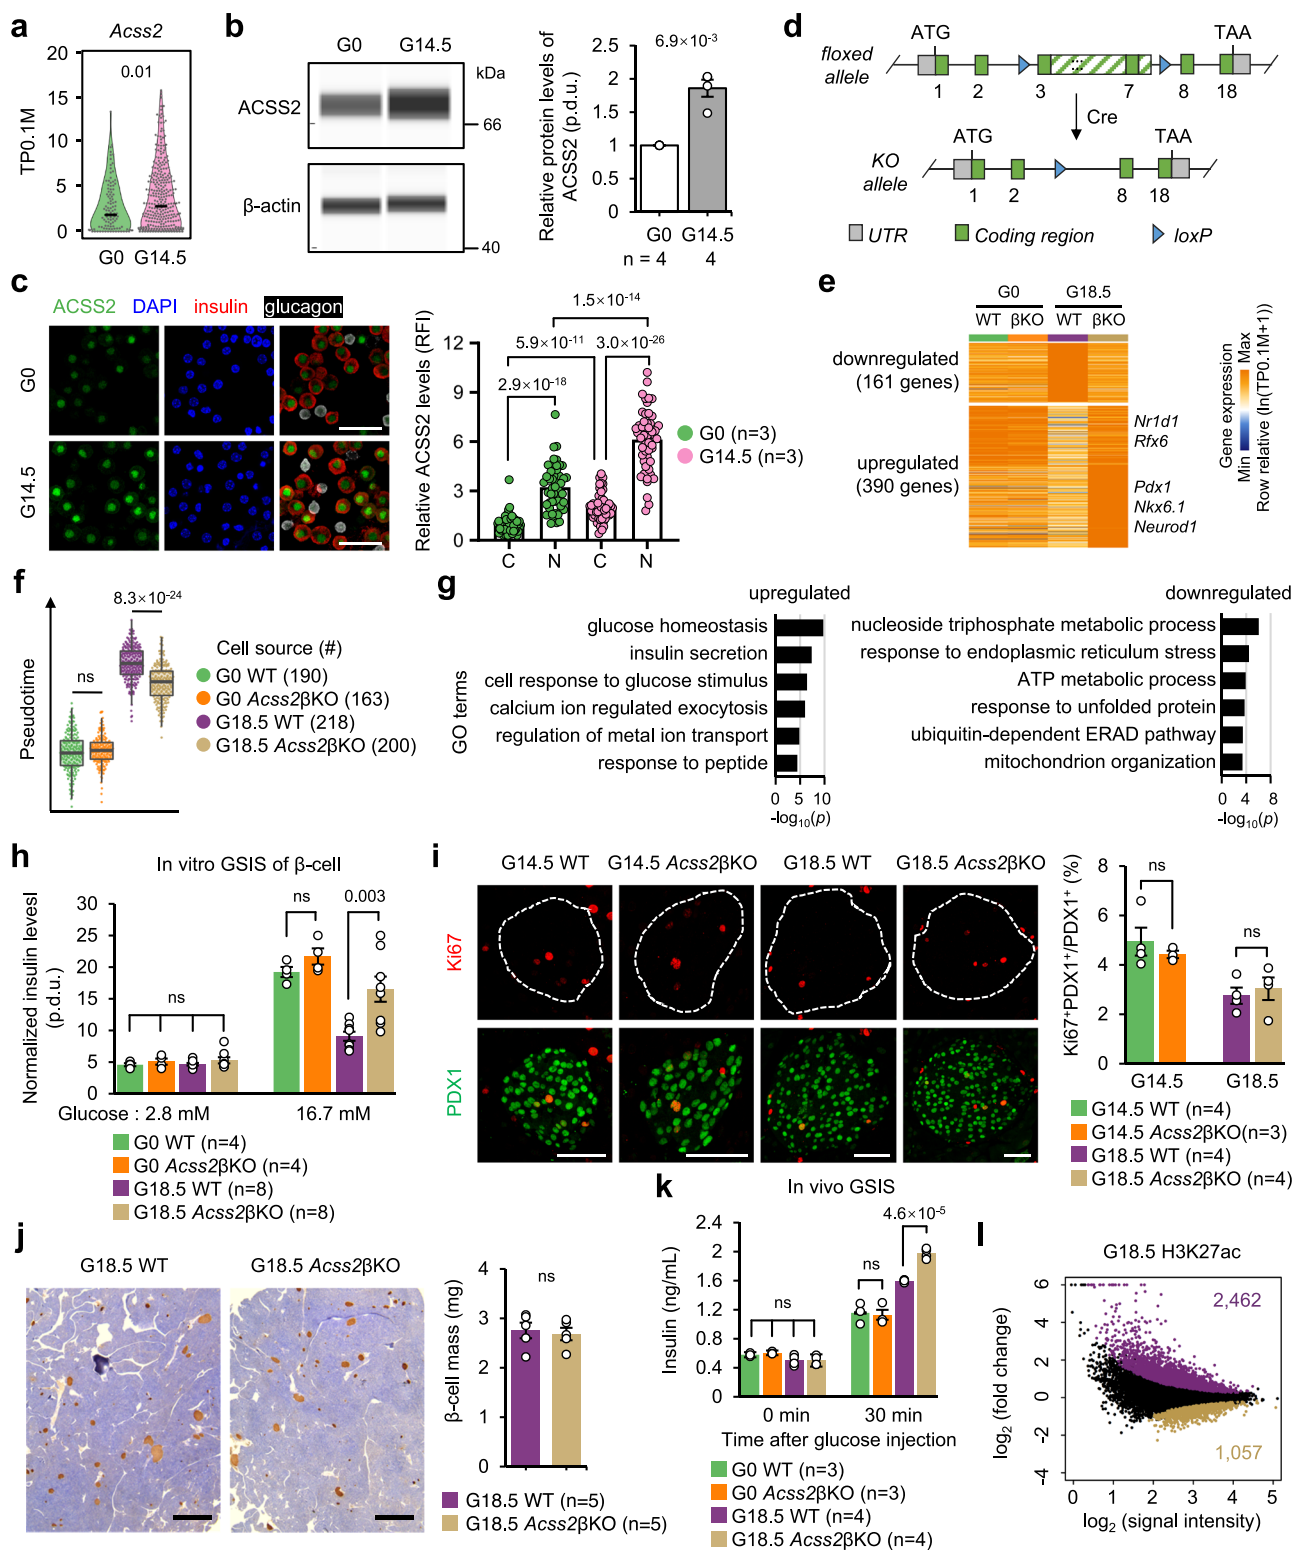 a
Acss2
TP0.1M
20
15
10
5
0
0.01
G0 G14.5
b
G0 G14.5
kDa
ACSS2
66
β-actin
40
Relative protein levels of
ACSS2 (p.d.u.)
6.9×10⁻³
2.5
2
1.5
1
0.5
0
G0 G14.5
n = 4 4
d
floxed
allele
ATG TAA
1 2 3 7 8 18
Cre
KO
allele
ATG TAA
1 2 8 18
UTR Coding region loxP
c
ACSS2 DAPI insulin glucagon
G0
G14.5
Relative ACSS2 levels (RFI)
12
9
6
3
0
1.5×10⁻¹⁴
5.9×10⁻¹¹ 3.0×10⁻²⁶
2.9×10⁻¹⁸
C N C N
G0 (n=3)
G14.5 (n=3)
e
G0 G18.5
WT βKO WT βKO
downregulated
(161 genes)
upregulated
(390 genes)
Nr1d1
Rfx6
Pdx1
Nkx6.1
Neurod1
Gene expression
Min Max
Row relative (ln(TP0.1M+1))
f
Pseudotime
8.3×10⁻²⁴
ns
Cell source (#)
G0 WT (190)
G0 Acss2βKO (163)
G18.5 WT (218)
G18.5 Acss2βKO (200)
g
GO terms
upregulated
glucose homeostasis
insulin secretion
cell response to glucose stimulus
calcium ion regulated exocytosis
regulation of metal ion transport
response to peptide
0 5 10
-log₁₀(p)
downregulated
nucleoside triphosphate metabolic process
response to endoplasmic reticulum stress
ATP metabolic process
response to unfolded protein
ubiquitin-dependent ERAD pathway
mitochondrion organization
0 4 8
-log₁₀(p)
h
In vitro GSIS of β-cell
Normalized insulin levesl
(p.d.u.)
30
25
20
15
10
5
0
ns
ns
0.003
Glucose : 2.8 mM 16.7 mM
G0 WT (n=4)
G0 Acss2βKO (n=4)
G18.5 WT (n=8)
G18.5 Acss2βKO (n=8)
i
G14.5 WT G14.5 Acss2βKO G18.5 WT G18.5 Acss2βKO
Ki67
PDX1
Ki67⁺PDX1⁺/PDX1⁺ (%)
8
6
4
2
0
ns
ns
G14.5 G18.5
G14.5 WT (n=4)
G14.5 Acss2βKO(n=3)
G18.5 WT (n=4)
G18.5 Acss2βKO (n=4)
j
G18.5 WT G18.5 Acss2βKO
β-cell mass (mg)
4
3
2
1
0
ns
G18.5 WT (n=5)
G18.5 Acss2βKO (n=5)
k
In vivo GSIS
Insulin (ng/mL)
2.4
2
1.6
1.2
0.8
0.4
0
4.6×10⁻⁵
ns
ns
0 min 30 min
Time after glucose injection
G0 WT (n=3)
G0 Acss2βKO (n=3)
G18.5 WT (n=4)
G18.5 Acss2βKO (n=4)
l
G18.5 H3K27ac
log₂ (fold change)
6
4
2
0
-2
-4
2,462
1,057
0 1 2 3 4 5
log₂ (signal intensity)